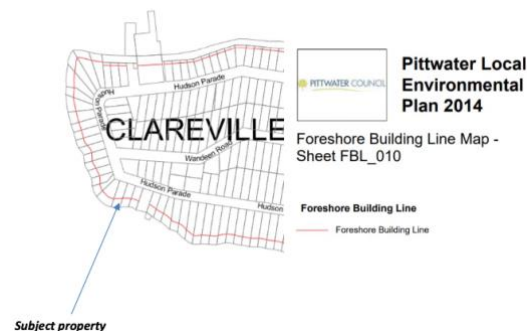 Hudson Parade
Hudson Parade
CLAREVILLE
Wandeen Road
Hudson Parade
Hudson
Subject property
PITTWATER COUNCIL
Pittwater Local
Environmental
Plan 2014
Foreshore Building Line Map -
Sheet FBL_010
Foreshore Building Line
Foreshore Building Line